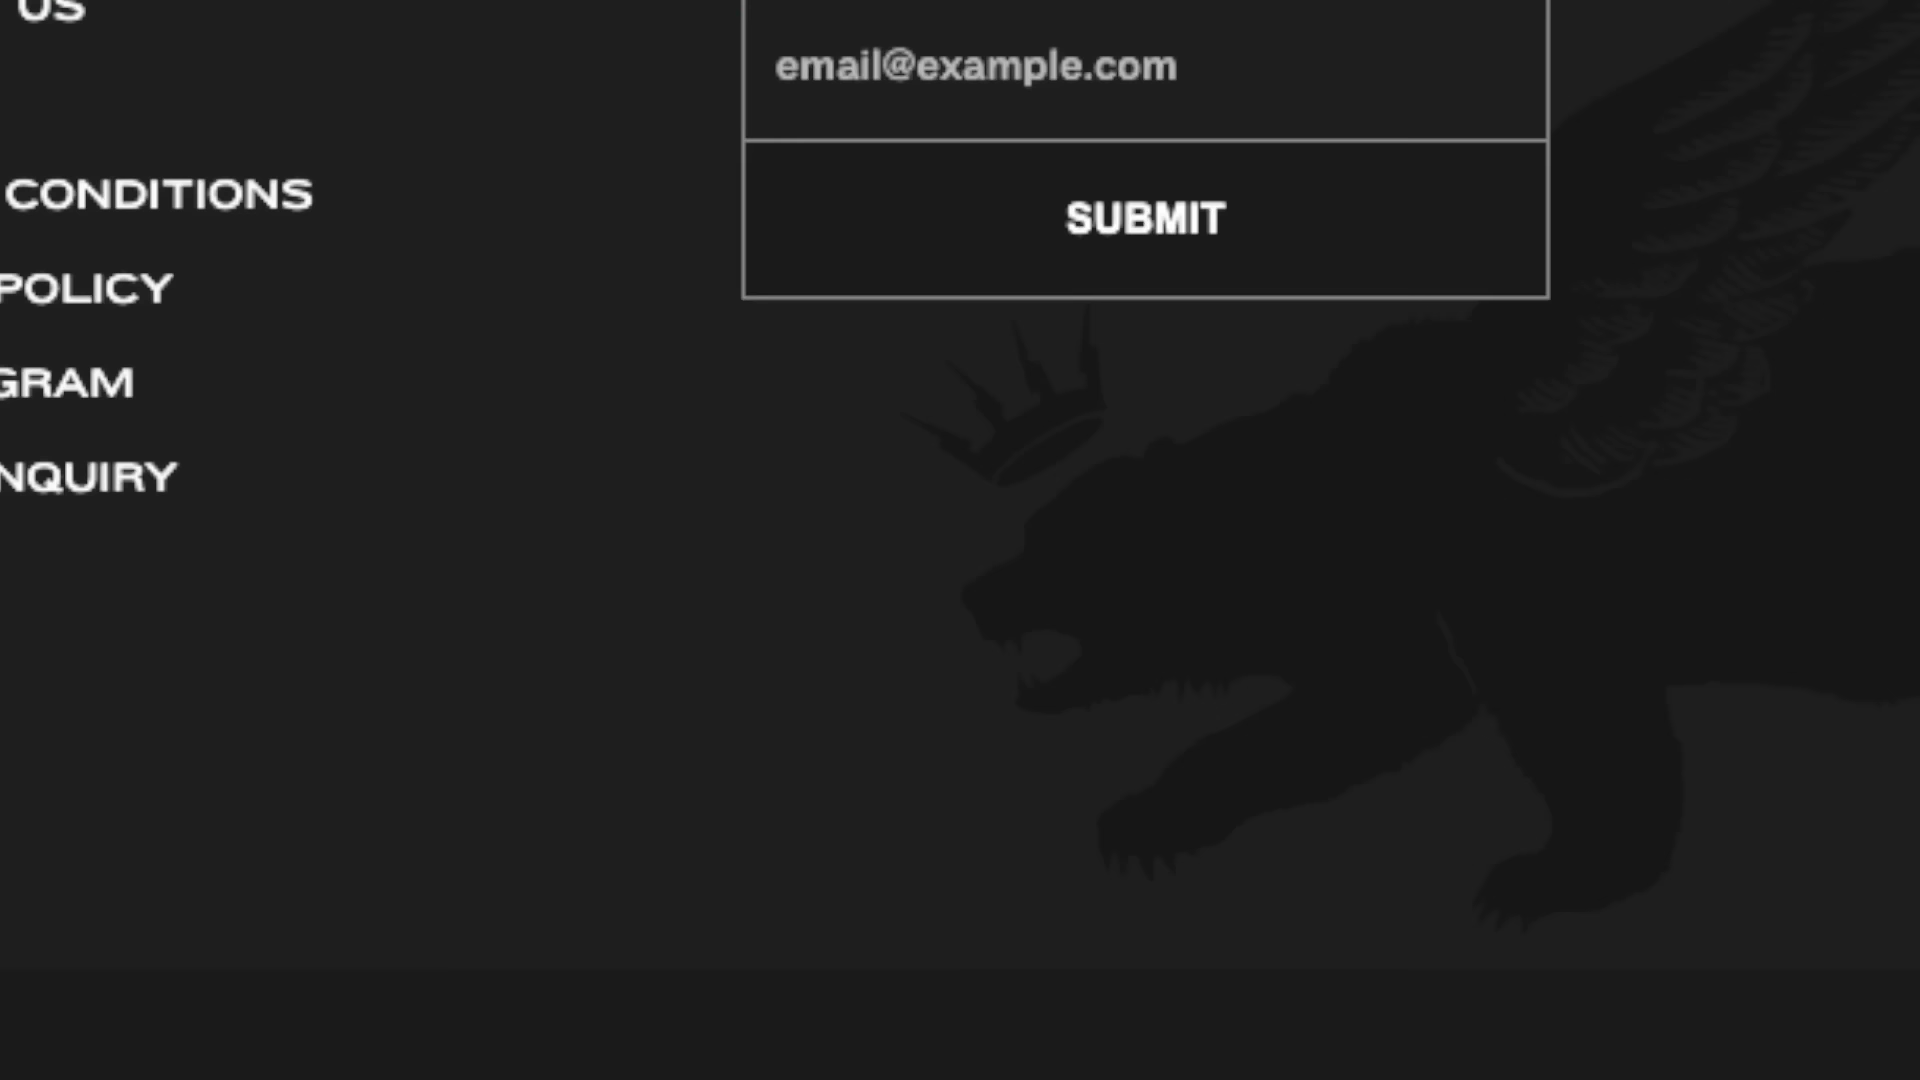 US
CONDITIONS
POLICY
GRAM
NQUIRY
email@example.com
SUBMIT